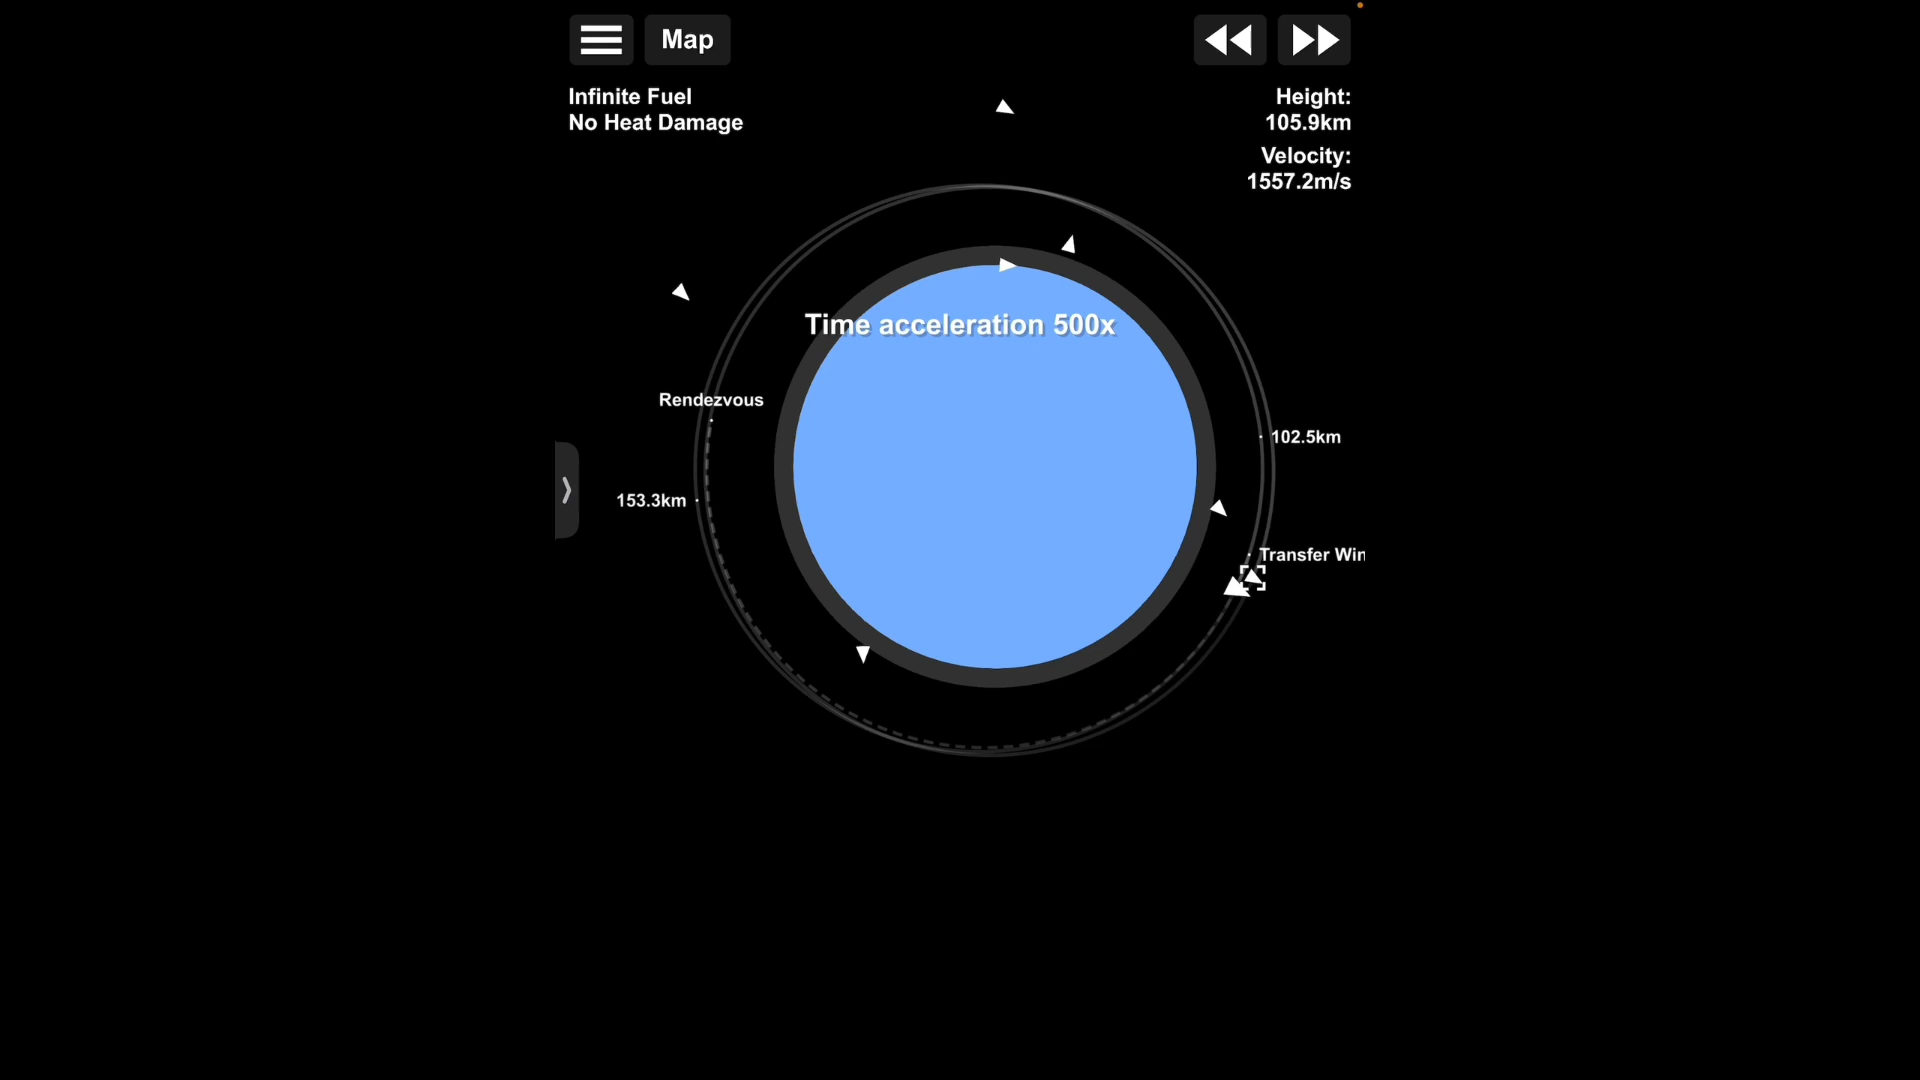 Map
Infinite Fuel
No Heat Damage
Height:
105.9km
Velocity:
1557.2m/s
Time acceleration 500x
Rendezvous
102.5km
153.3km
Transfer Win